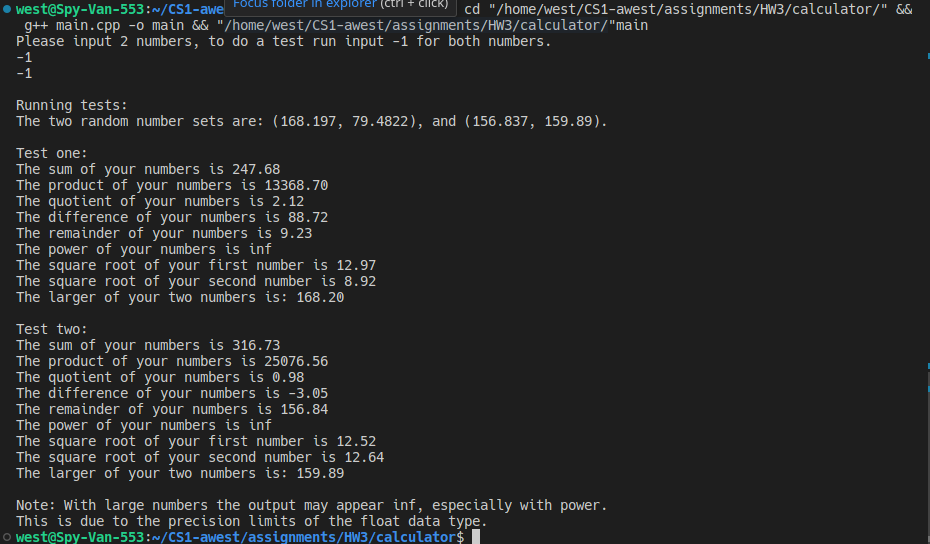 Focus folder in explorer (ctrl + click)
west@Spy-Van-553:~/CS1-awe cd "/home/west/CS1-awest/assignments/HW3/calculator/" &&
g++ main.cpp -o main && "/home/west/CS1-awest/assignments/HW3/calculator/"main
Please input 2 numbers, to do a test run input -1 for both numbers.
-1
-1
Running tests:
The two random number sets are: (168.197, 79.4822), and (156.837, 159.89).
Test one:
The sum of your numbers is 247.68
The product of your numbers is 13368.70
The quotient of your numbers is 2.12
The difference of your numbers is 88.72
The remainder of your numbers is 9.23
The power of your numbers is inf
The square root of your first number is 12.97
The square root of your second number is 8.92
The larger of your two numbers is: 168.20
Test two:
The sum of your numbers is 316.73
The product of your numbers is 25076.56
The quotient of your numbers is 0.98
The difference of your numbers is -3.05
The remainder of your numbers is 156.84
The power of your numbers is inf
The square root of your first number is 12.52
The square root of your second number is 12.64
The larger of your two numbers is: 159.89
Note: With large numbers the output may appear inf, especially with power.
This is due to the precision limits of the float data type.
west@Spy-Van-553:~/CS1-awest/assignments/HW3/calculator$